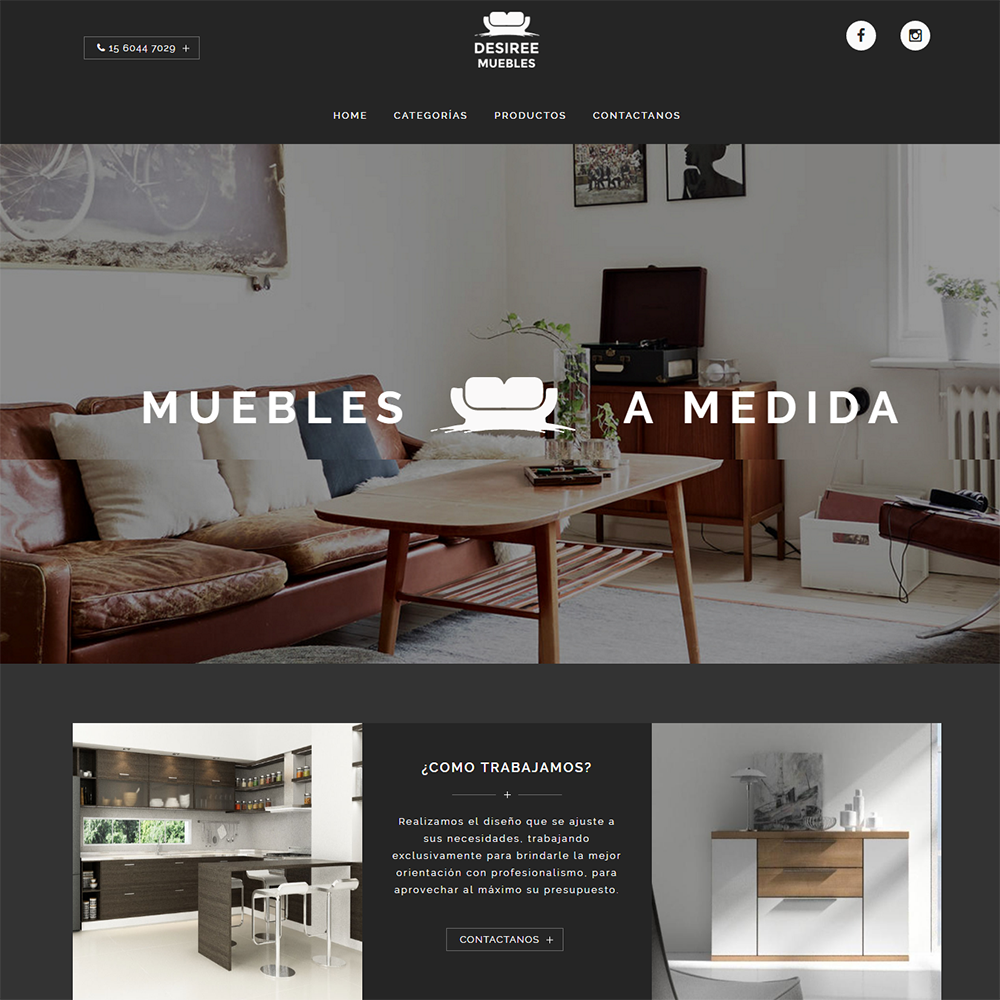 15 6044 7029 +
DESIREE
MUEBLES
HOME CATEGORÍAS PRODUCTOS CONTACTANOS
MUEBLES A MEDIDA
¿COMO TRABAJAMOS?
Realizamos el diseño que se ajuste a
sus necesidades, trabajando
exclusivamente para brindarle la mejor
orientación con profesionalismo, para
aprovechar al máximo su presupuesto.
CONTACTANOS +